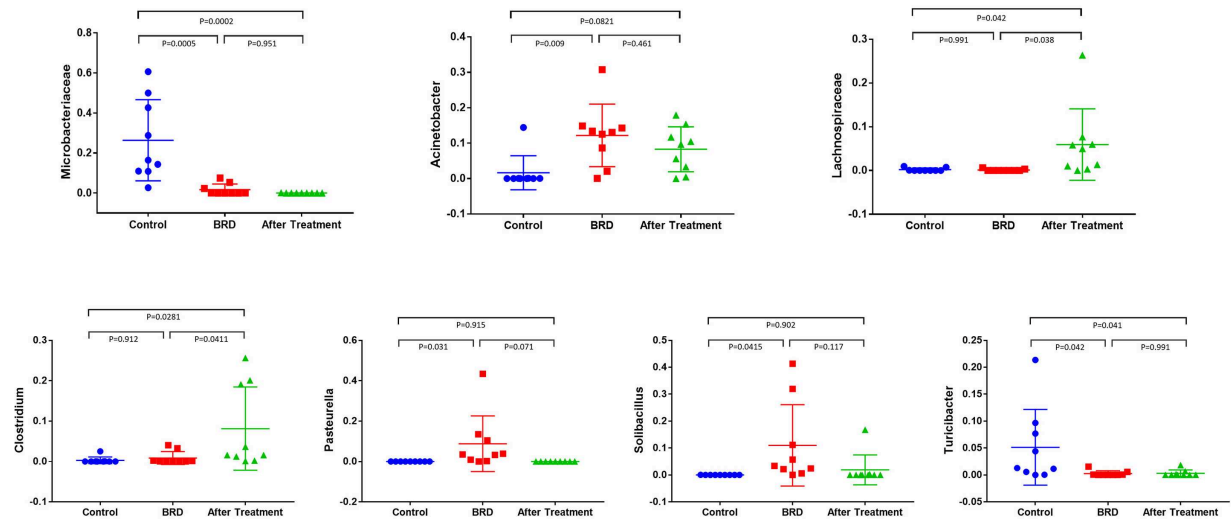 P=0.0002
P=0.0005 P=0.951
Microbacteriaceae
0.8
0.6
0.4
0.2
0.0
Control BRD After Treatment
P=0.0821
P=0.009 P=0.461
Acinetobacter
0.4
0.3
0.2
0.1
0.0
-0.1
Control BRD After Treatment
P=0.042
P=0.991 P=0.038
Lachnospiraceae
0.3
0.2
0.1
0.0
-0.1
Control BRD After Treatment
P=0.0281
P=0.912 P=0.0411
Clostridium
0.3
0.2
0.1
0.0
-0.1
Control BRD After Treatment
P=0.915
P=0.031 P=0.071
Pasteurella
0.6
0.4
0.2
0.0
-0.2
Control BRD After Treatment
P=0.902
P=0.0415 P=0.117
Solibacillus
0.5
0.4
0.3
0.2
0.1
0.0
-0.1
Control BRD After Treatment
P=0.041
P=0.042 P=0.991
Turicibacter
0.25
0.20
0.15
0.10
0.05
0.00
-0.05
Control BRD After Treatment